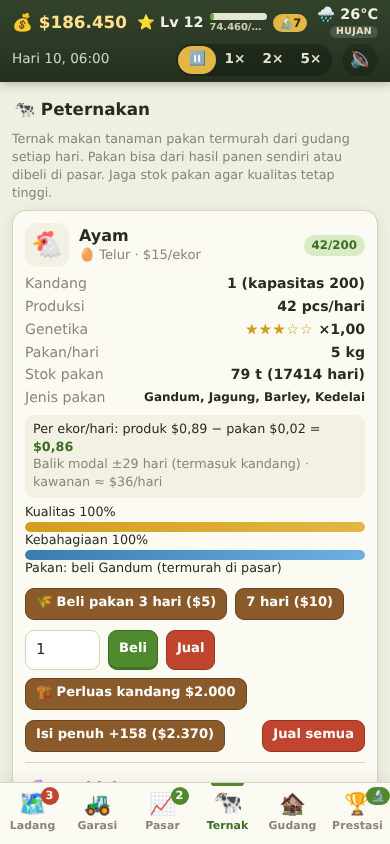 $186.450
Lv 12
74.460/...
7
26°C
HUJAN
Hari 10, 06:00
1×
2×
5×
Peternakan
Ternak makan tanaman pakan termurah dari gudang
setiap hari. Pakan bisa dari hasil panen sendiri atau
dibeli di pasar. Jaga stok pakan agar kualitas tetap
tinggi.
Ayam
Telur · $15/ekor
42/200
Kandang 1 (kapasitas 200)
Produksi 42 pcs/hari
Genetika ★★★☆☆ ×1,00
Pakan/hari 5 kg
Stok pakan 79 t (17414 hari)
Jenis pakan Gandum, Jagung, Barley, Kedelai
Per ekor/hari: produk $0,89 − pakan $0,02 =
$0,86
Balik modal ±29 hari (termasuk kandang) ·
kawanan ≈ $36/hari
Kualitas 100%
Kebahagiaan 100%
Pakan: beli Gandum (termurah di pasar)
Beli pakan 3 hari ($5)
7 hari ($10)
1
Beli
Jual
Perluas kandang $2.000
Isi penuh +158 ($2.370)
Jual semua
3
2
Ladang
Garasi
Pasar
Ternak
Gudang
Prestasi